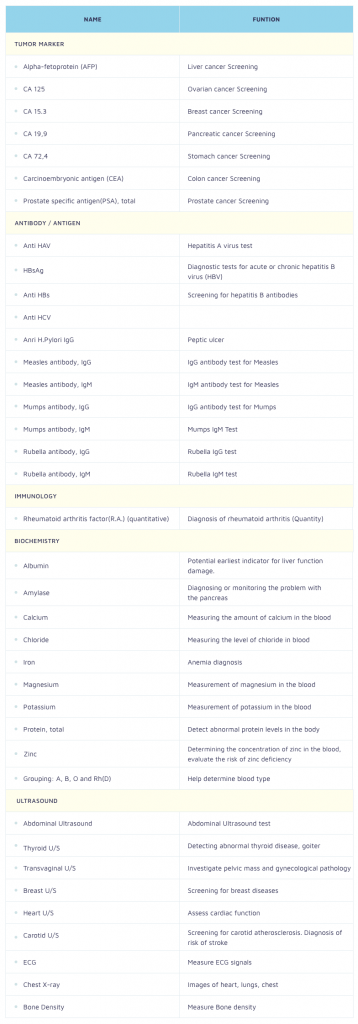 NAME FUNTION
TUMOR MARKER
Alpha-fetoprotein (AFP) Liver cancer Screening
CA 125 Ovarian cancer Screening
CA 15.3 Breast cancer Screening
CA 19,9 Pancreatic cancer Screening
CA 72,4 Stomach cancer Screening
Carcinoembryonic antigen (CEA) Colon cancer Screening
Prostate specific antigen(PSA), total Prostate cancer Screening
ANTIBODY / ANTIGEN
Anti HAV Hepatitis A virus test
HBsAg Diagnostic tests for acute or chronic hepatitis B
virus (HBV)
Anti HBs Screening for hepatitis B antibodies
Anti HCV
Anri H.Pylori IgG Peptic ulcer
Measles antibody, IgG IgG antibody test for Measles
Measles antibody, IgM IgM antibody test for Measles
Mumps antibody, IgG IgG antibody test for Mumps
Mumps antibody, IgM Mumps IgM Test
Rubella antibody, IgG Rubella IgG test
Rubella antibody, IgM Rubella IgM test
IMMUNOLOGY
Rheumatoid arthritis factor(R.A.) (quantitative) Diagnosis of rheumatoid arthritis (Quantity)
BIOCHEMISTRY
Albumin Potential earliest indicator for liver function
damage.
Amylase Diagnosing or monitoring the problem with
the pancreas
Calcium Measuring the amount of calcium in the blood
Chloride Measuring the level of chloride in blood
Iron Anemia diagnosis
Magnesium Measurement of magnesium in the blood
Potassium Measurement of potassium in the blood
Protein, total Detect abnormal protein levels in the body
Zinc Determining the concentration of zinc in the blood,
evaluate the risk of zinc deficiency
Grouping: A, B, O and Rh(D) Help determine blood type
ULTRASOUND
Abdominal Ultrasound Abdominal Ultrasound test
Thyroid U/S Detecting abnormal thyroid disease, goiter
Transvaginal U/S Investigate pelvic mass and gynecological pathology
Breast U/S Screening for breast diseases
Heart U/S Assess cardiac function
Carotid U/S Screening for carotid atherosclerosis. Diagnosis of
risk of stroke
ECG Measure ECG signals
Chest X-ray Images of heart, lungs, chest
Bone Density Measure Bone density